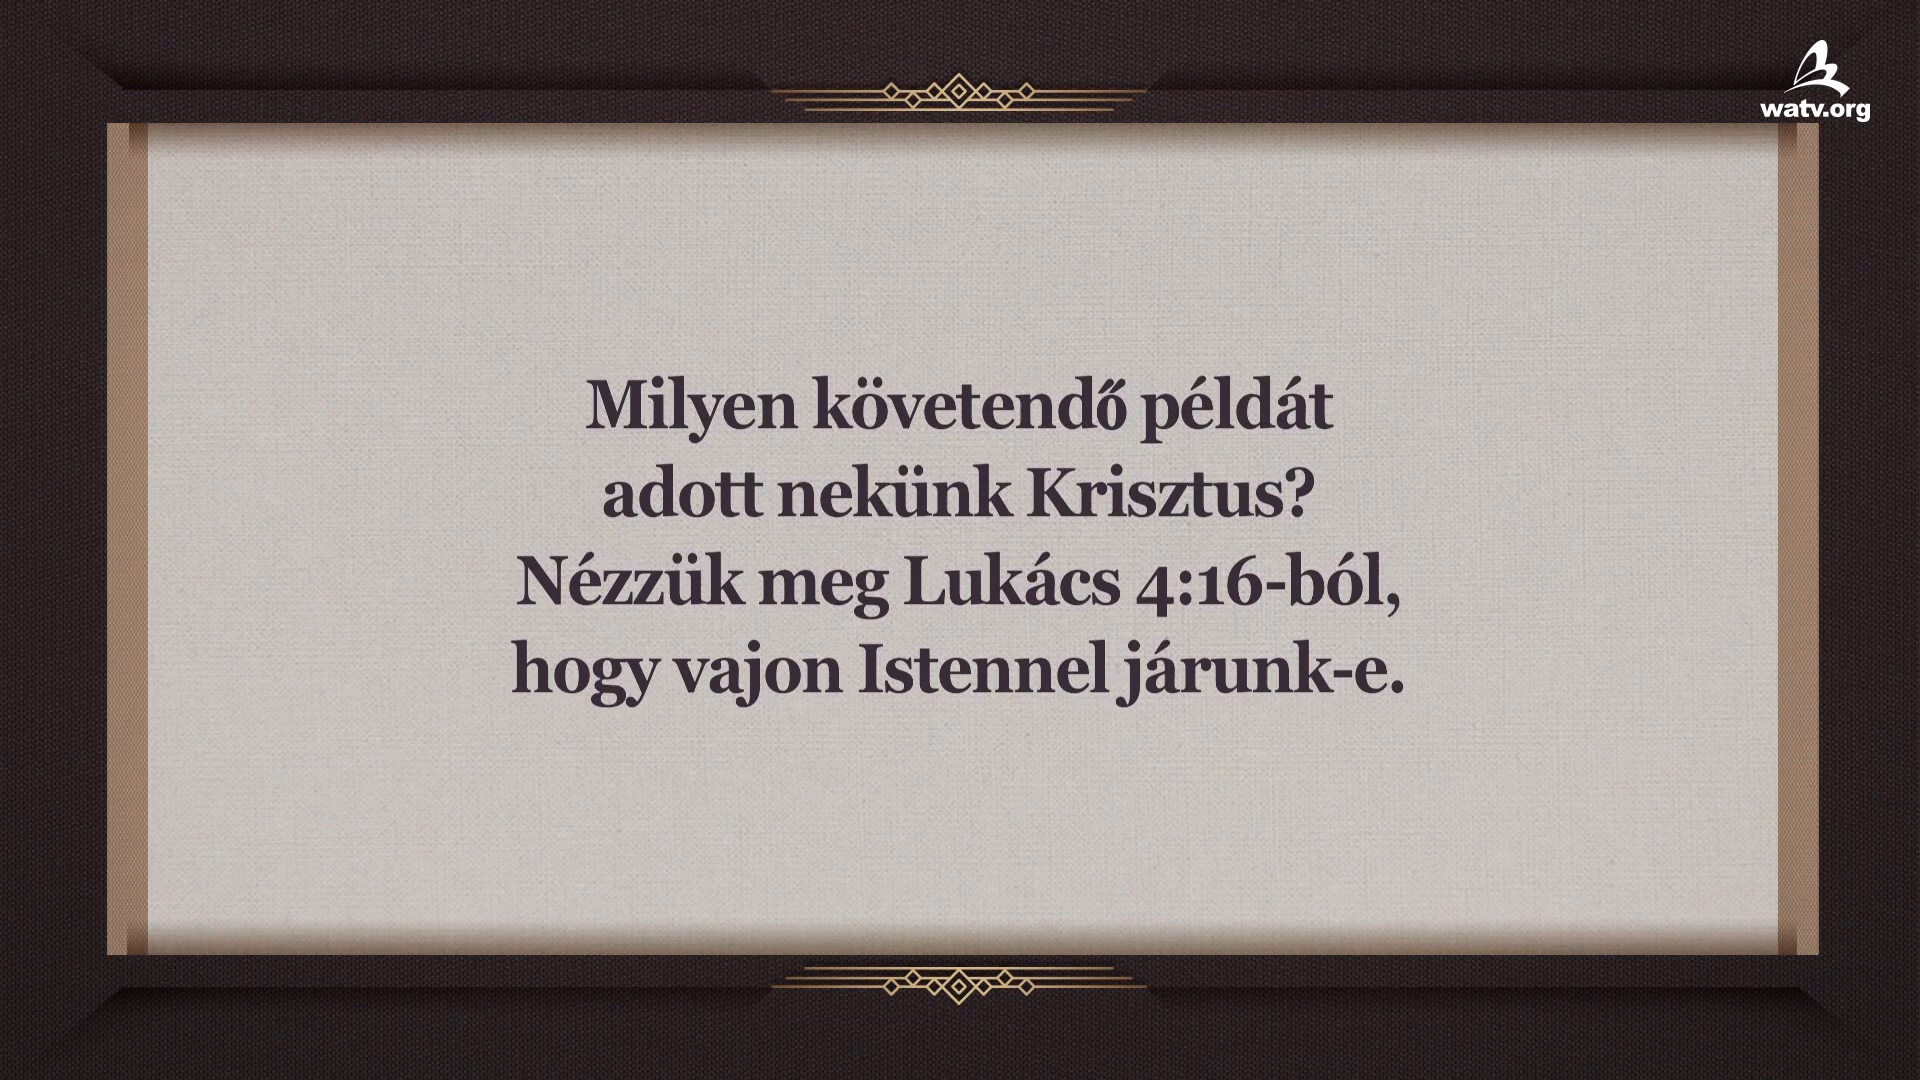 watv.org
Milyen követendő példát
adott nekünk Krisztus?
Nézzük meg Lukács 4:16-ból,
hogy vajon Istennel járunk-e.